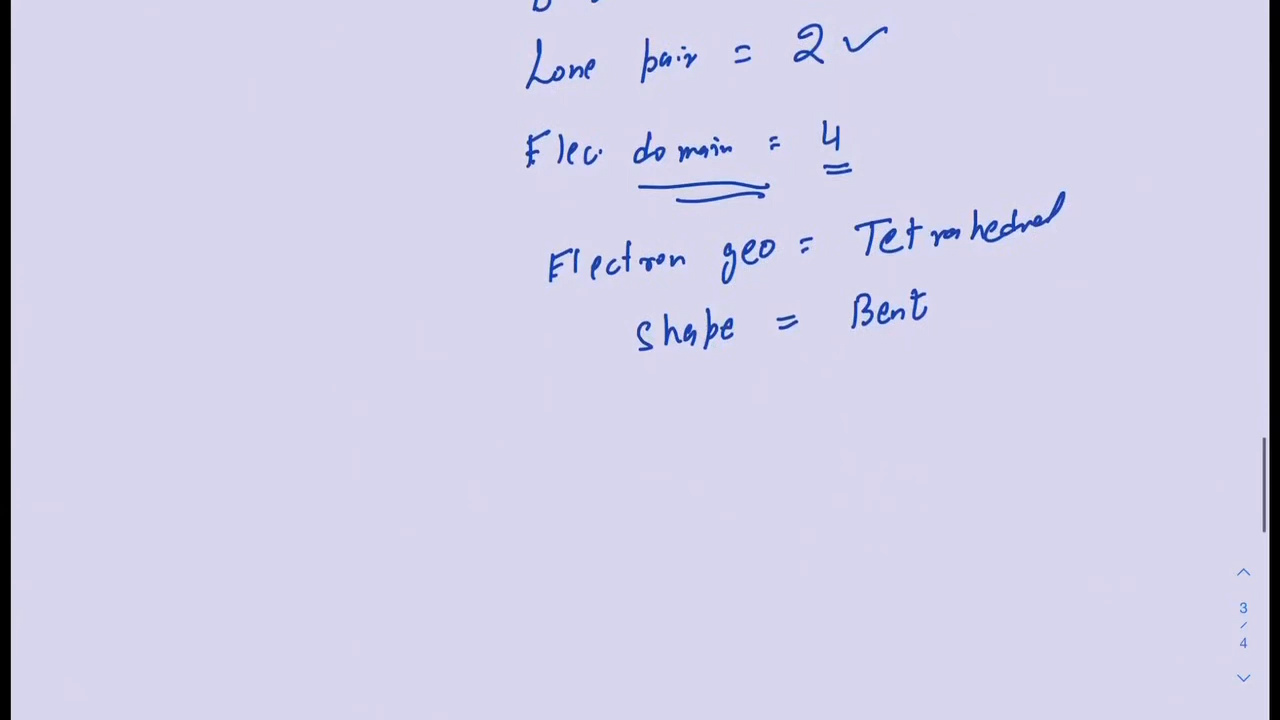 Lone pair = 2 ✓
Elec. domain = 4
Electron geo = Tetrahedral
Shape = Bent
3
/
4